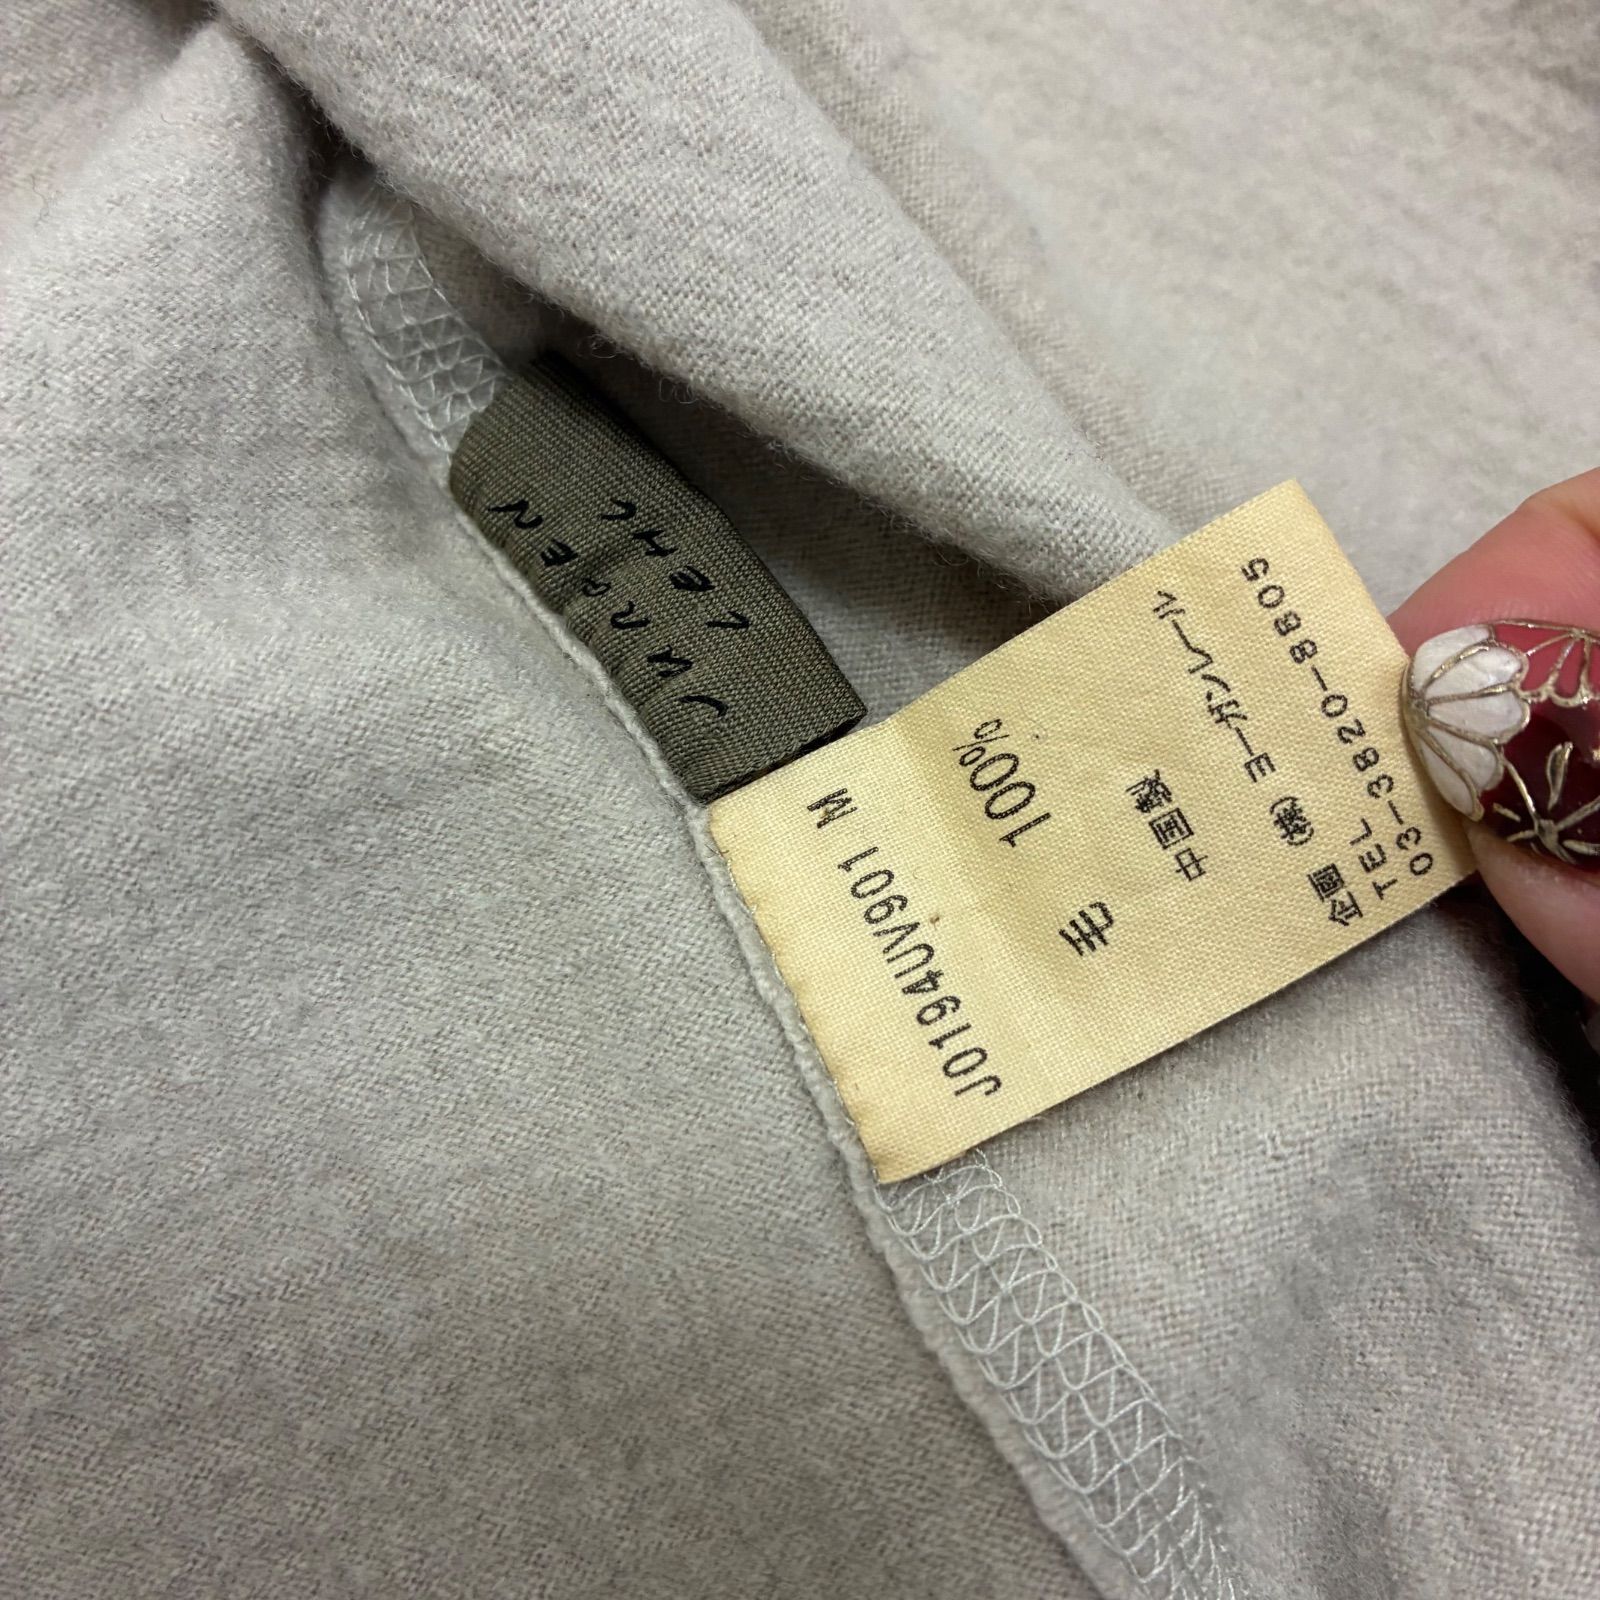 JURGEN
LEHL
J0194UV901 M
毛 100%
中国製
企画 (株) ヨーガンレール
TEL
03-3820-8805